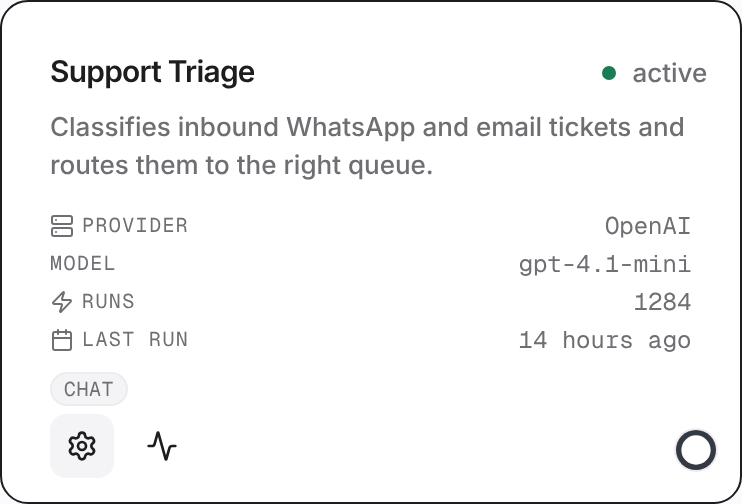 Support Triage
active
Classifies inbound WhatsApp and email tickets and
routes them to the right queue.
PROVIDER OpenAI
MODEL gpt-4.1-mini
RUNS 1284
LAST RUN 14 hours ago
CHAT